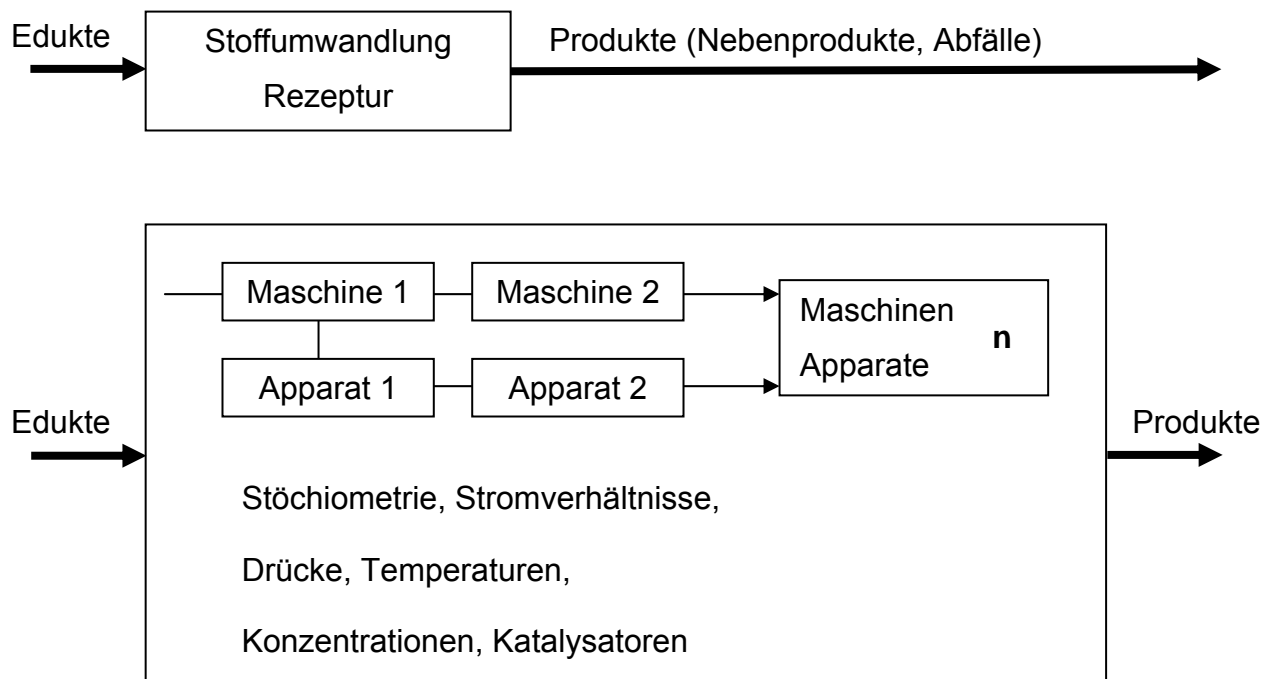 Edukte
Stoffumwandlung
Rezeptur
Produkte (Nebenprodukte, Abfälle)
Maschine 1
Maschine 2
Maschinen
Apparate
n
Apparat 1
Apparat 2
Edukte
Produkte
Stöchiometrie, Stromverhältnisse,
Drücke, Temperaturen,
Konzentrationen, Katalysatoren